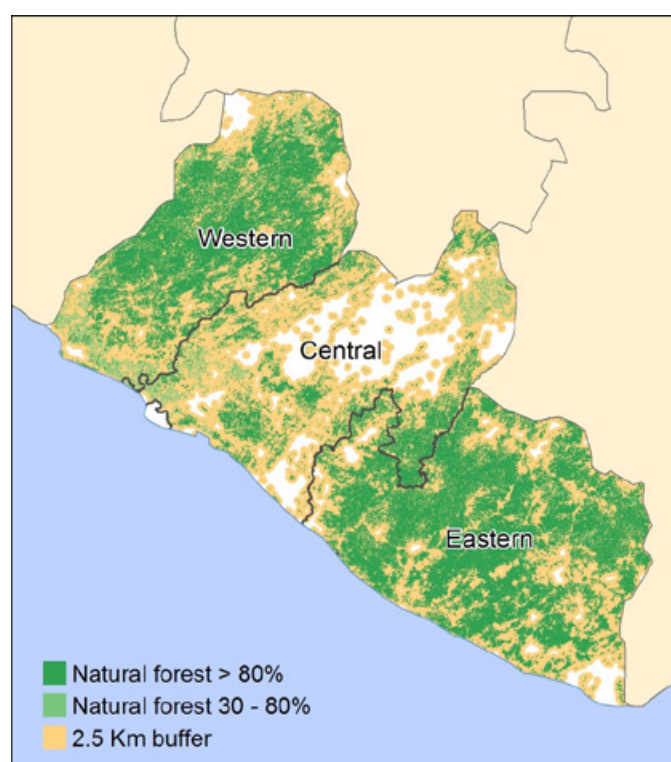 Western
Central
Eastern
Natural forest > 80%
Natural forest 30 - 80%
2.5 Km buffer